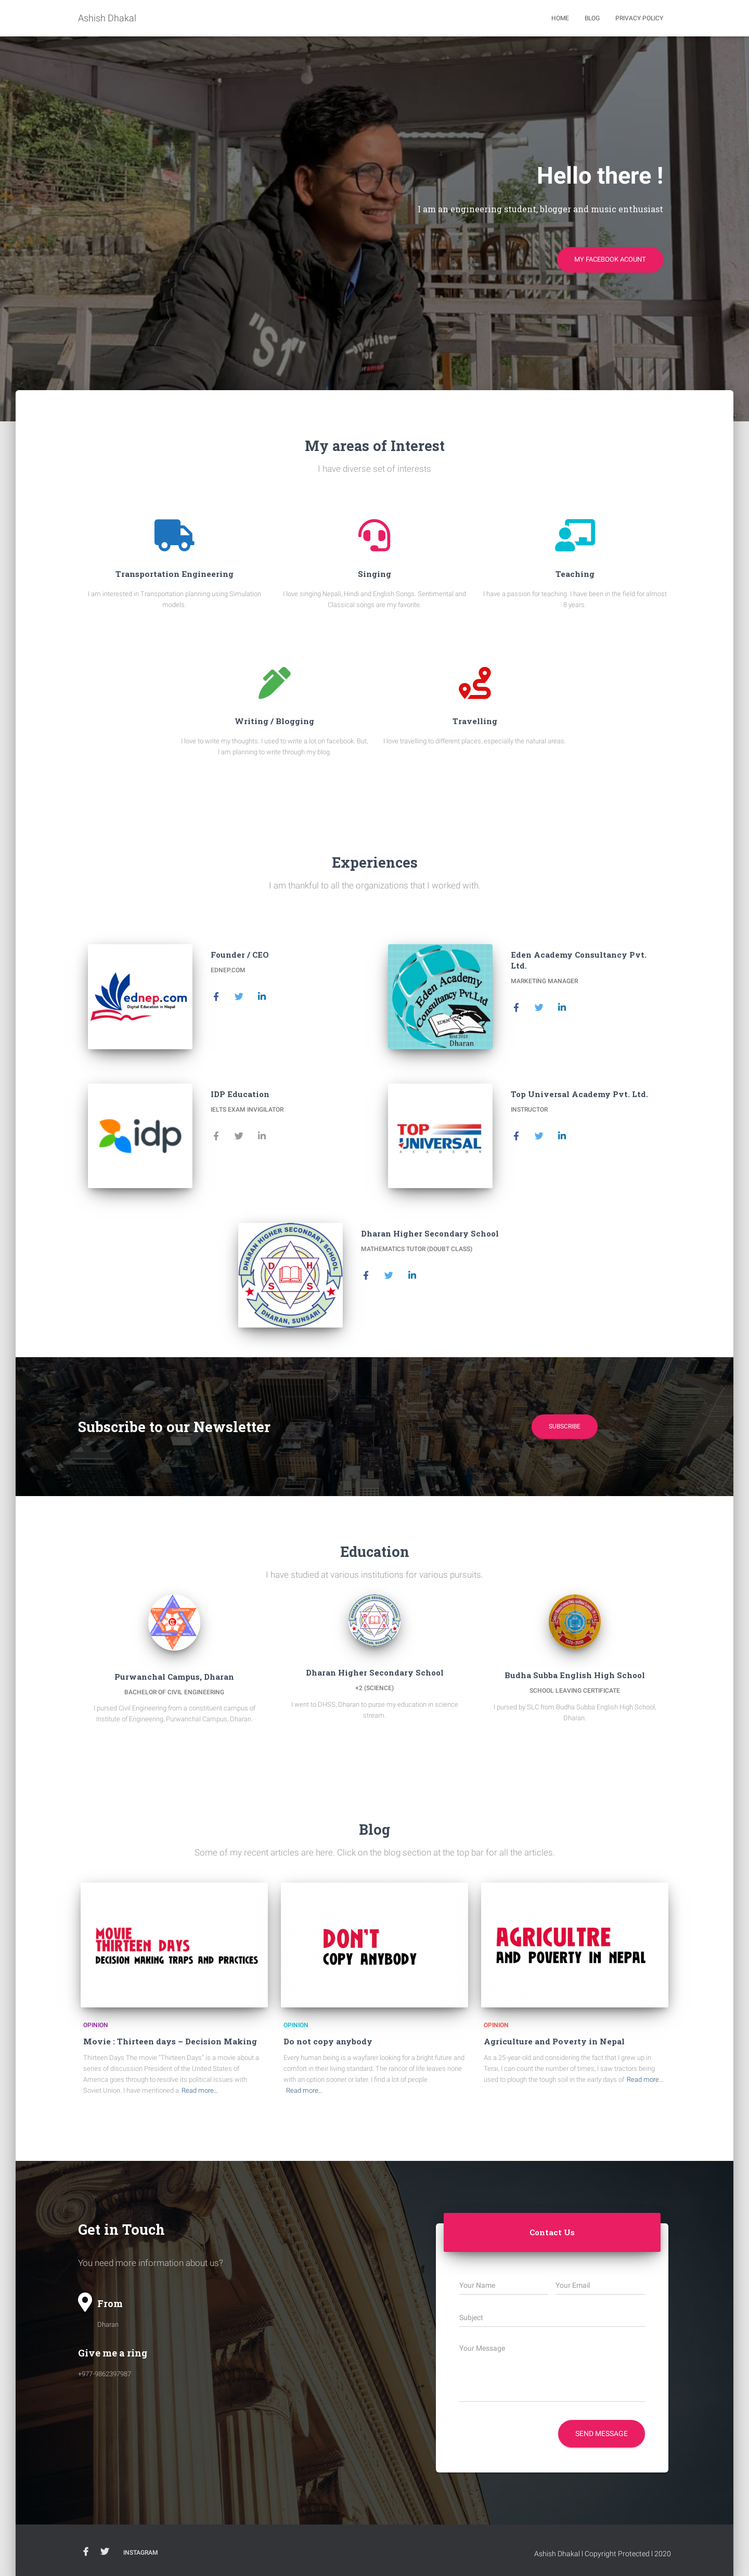 Ashish Dhakal
HOME
BLOG
PRIVACY POLICY
Hello there !
I am an engineering student, blogger and music enthusiast
MY FACEBOOK ACOUNT
My areas of Interest
I have diverse set of interests
Transportation Engineering
I am interested in Transportation planning using Simulation
models.
Singing
I love singing Nepali, Hindi and English Songs. Sentimental and
Classical songs are my favorite.
Teaching
I have a passion for teaching. I have been in the field for almost
8 years.
Writing / Blogging
I love to write my thoughts. I used to write a lot on facebook. But,
I am planning to write through my blog.
Travelling
I love travelling to different places, especially the natural areas.
Experiences
I am thankful to all the organizations that I worked with.
ednep.com
Digital Education in Nepal
Founder / CEO
EDNEP.COM
Eden Academy
Consultancy Pvt.Ltd
Dharan
Eden Academy Consultancy Pvt.
Ltd.
MARKETING MANAGER
idp
IDP Education
IELTS EXAM INVIGILATOR
TOP
UNIVERSAL
ACADEMY
Top Universal Academy Pvt. Ltd.
INSTRUCTOR
DHARAN HIGHER SECONDARY SCHOOL
D H
S S
DHARAN, SUNSARI
Dharan Higher Secondary School
MATHEMATICS TUTOR (DOUBT CLASS)
Subscribe to our Newsletter
SUBSCRIBE
Education
I have studied at various institutions for various pursuits.
Purwanchal Campus, Dharan
BACHELOR OF CIVIL ENGINEERING
I pursed Civil Engineering from a constituent campus of
Institute of Engineering, Purwanchal Campus, Dharan.
Dharan Higher Secondary School
+2 (SCIENCE)
I went to DHSS, Dharan to purse my education in science
stream.
Budha Subba English High School
SCHOOL LEAVING CERTIFICATE
I pursed by SLC from Budha Subba English High School,
Dharan.
Blog
Some of my recent articles are here. Click on the blog section at the top bar for all the articles.
MOVIE
THIRTEEN DAYS
DECISION MAKING TRAPS AND PRACTICES
OPINION
Movie : Thirteen days – Decision Making
Thirteen Days The movie "Thirteen Days" is a movie about a
series of discussion President of the United States of
America goes through to resolve its political issues with
Soviet Union. I have mentioned a Read more…
DON'T
COPY ANYBODY
OPINION
Do not copy anybody
Every human being is a wayfarer looking for a bright future and
comfort in their living standard. The rancor of life leaves none
with an option sooner or later. I find a lot of people
Read more…
AGRICULTRE
AND POVERTY IN NEPAL
OPINION
Agriculture and Poverty in Nepal
As a 25-year-old and considering the fact that I grew up in
Terai, I can count the number of times, I saw tractors being
used to plough the tough soil in the early days of Read more…
Get in Touch
You need more information about us?
From
Dharan
Give me a ring
+977-9862397987
Contact Us
Your Name
Your Email
Subject
Your Message
SEND MESSAGE
INSTAGRAM
Ashish Dhakal l Copyright Protected l 2020